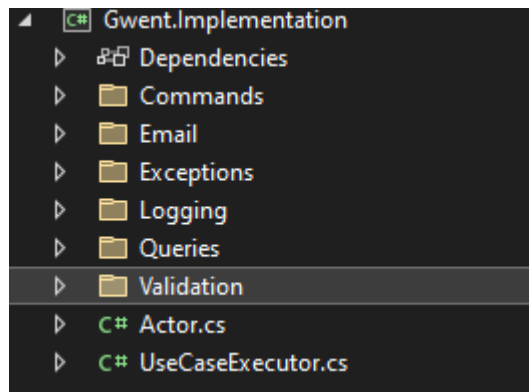 C# Gwent.Implementation
Dependencies
Commands
Email
Exceptions
Logging
Queries
Validation
C# Actor.cs
C# UseCaseExecutor.cs